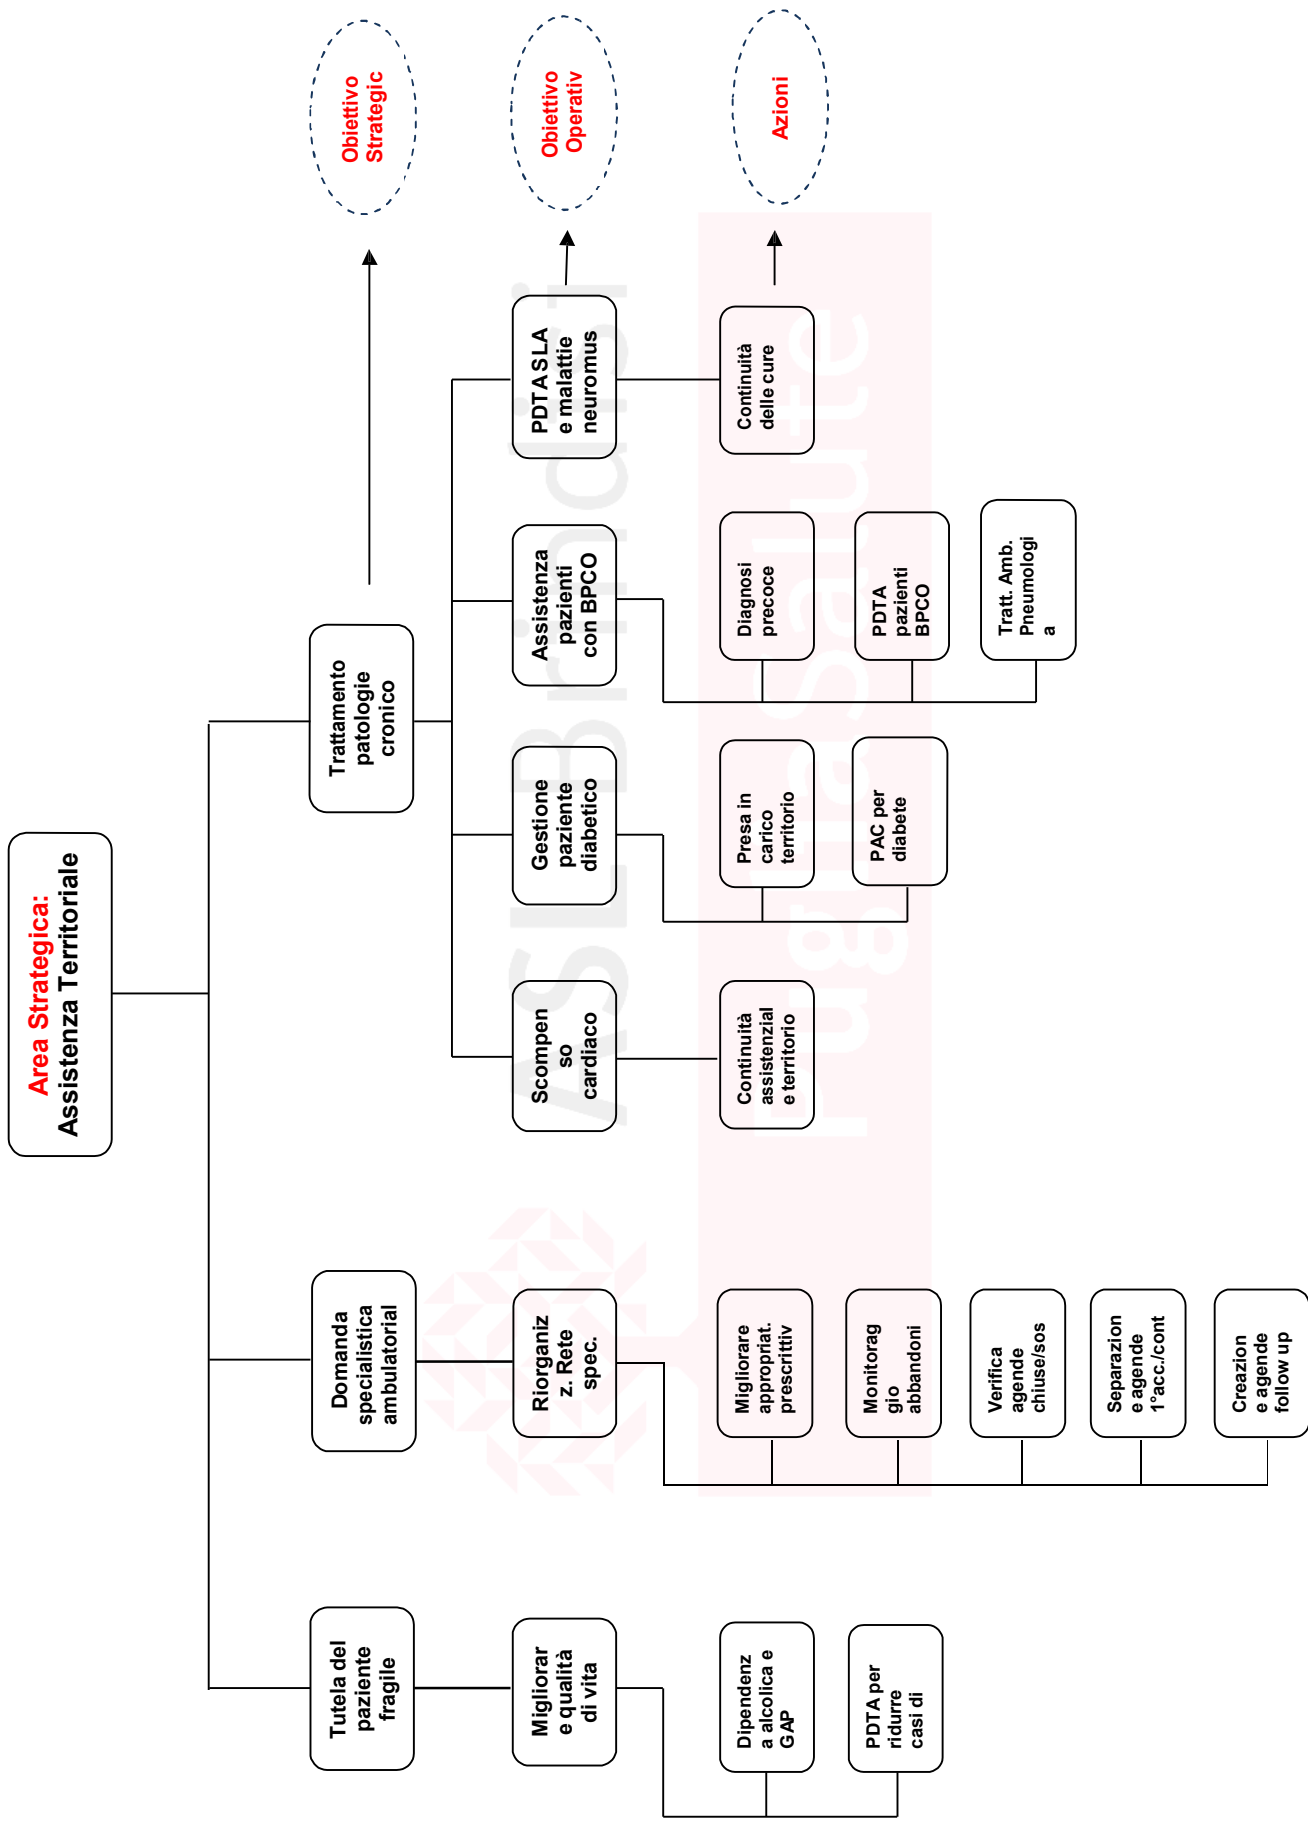 Area Strategica:
Assistenza Territoriale
Tutela del
paziente
fragile
Domanda
specialistica
ambulatorial
Trattamento
patologie
cronico
Obiettivo
Strategic
Migliorar
e qualità
di vita
Riorganiz
z. Rete
spec.
Scompen
so
cardiaco
Gestione
paziente
diabetico
Assistenza
pazienti
con BPCO
PDTA SLA
e malattie
neuromus
Obiettivo
Operativ
Dipendenz
a alcolica e
GAP
PDTA per
ridurre
casi di
Migliorare
appropriat.
prescrittiv
Monitorag
gio
abbandoni
Verifica
agende
chiuse/sos
Separazion
e agende
1°acc./cont
Creazion
e agende
follow up
Continuità
assistenzial
e territorio
Presa in
carico
territorio
PAC per
diabete
Diagnosi
precoce
PDTA
pazienti
BPCO
Tratt. Amb.
Pneumologi
a
Continuità
delle cure
Azioni
ASL Brindisi
PugliaSalute